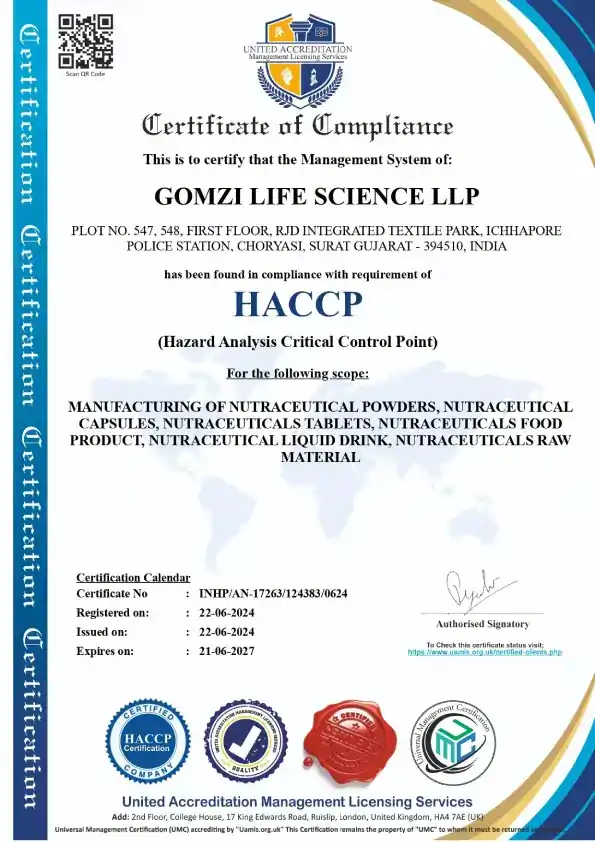 Certification Certification Certification Certification
Scan QR Code
UNITED ACCREDITATION
Management Licensing Services
Certificate of Compliance
This is to certify that the Management System of:
GOMZI LIFE SCIENCE LLP
PLOT NO. 547, 548, FIRST FLOOR, RJD INTEGRATED TEXTILE PARK, ICHHAPORE
POLICE STATION, CHORYASI, SURAT GUJARAT - 394510, INDIA
has been found in compliance with requirement of
HACCP
(Hazard Analysis Critical Control Point)
For the following scope:
MANUFACTURING OF NUTRACEUTICAL POWDERS, NUTRACEUTICAL
CAPSULES, NUTRACEUTICALS TABLETS, NUTRACEUTICALS FOOD
PRODUCT, NUTRACEUTICAL LIQUID DRINK, NUTRACEUTICALS RAW
MATERIAL
Certification Calendar
Certificate No : INHP/AN-17263/124383/0624
Registered on: : 22-06-2024
Issued on: : 22-06-2024
Expires on: : 21-06-2027
Authorised Signatory
To Check this certificate status visit:
https://www.uamls.org.uk/certified-clients.php
CERTIFIED
HACCP
Certification
COMPANY
UNITED ACCREDITATION MANAGEMENT LICENSING SERVICES
QUALITY
CERTIFIED
Universal Management Certification
UMC
United Accreditation Management Licensing Services
Add: 2nd Floor, College House, 17 King Edwards Road, Ruislip, London, United Kingdom, HA4 7AE (UK)
Universal Management Certification (UMC) accrediting by "Uamls.org.uk" This Certification remains the property of "UMC" to whom it must be returned